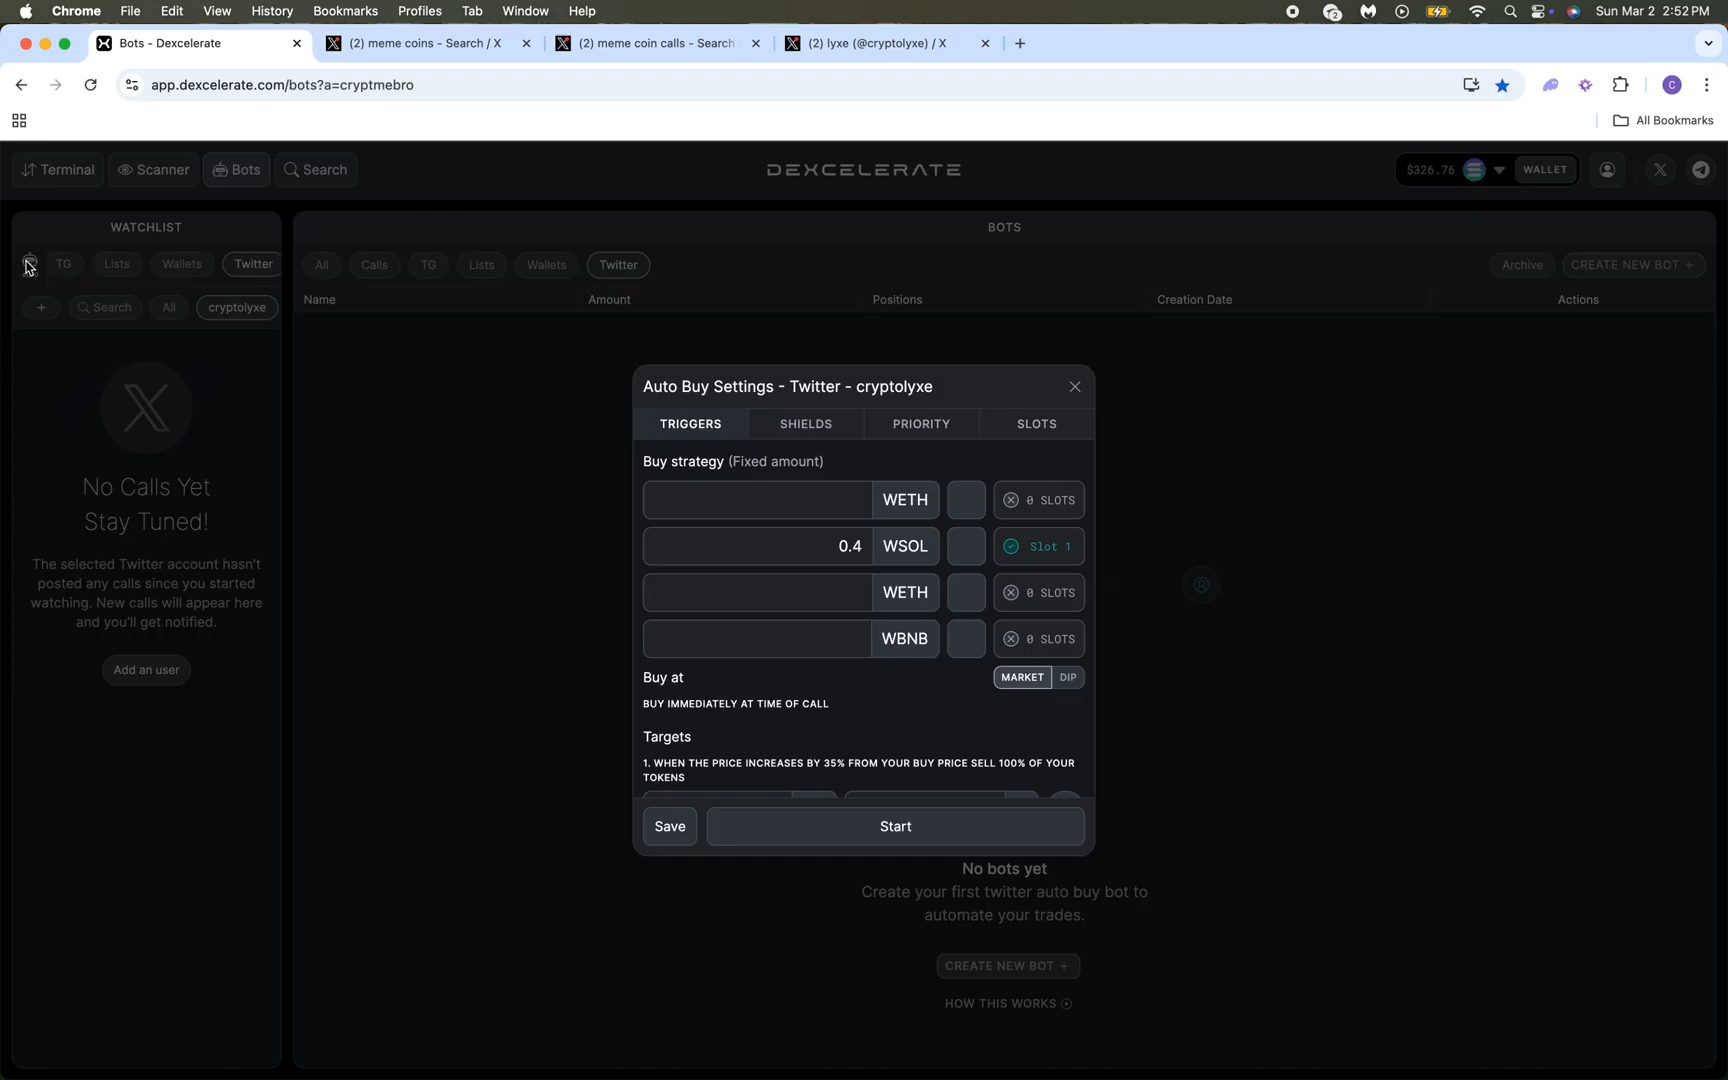 Chrome File Edit View History Bookmarks Profiles Tab Window Help 2 Sun Mar 2 2:52 PM
Bots - Dexcelerate (2) meme coins - Search / X (2) meme coin calls - Search (2) lyxe (@cryptolyxe) / X
app.dexcelerate.com/bots?a=cryptmebro C
All Bookmarks
Terminal Scanner Bots Search DEXCELERATE $326.76 WALLET
WATCHLIST BOTS
TG Lists Wallets Twitter All Calls TG Lists Wallets Twitter Archive CREATE NEW BOT +
+ Search All cryptolyxe Name Amount Positions Creation Date Actions
No Calls Yet
Stay Tuned!
The selected Twitter account hasn't
posted any calls since you started
watching. New calls will appear here
and you'll get notified.
Add an user
Auto Buy Settings - Twitter - cryptolyxe
TRIGGERS SHIELDS PRIORITY SLOTS
Buy strategy (Fixed amount)
WETH 0 SLOTS
0.4 WSOL Slot 1
WETH 0 SLOTS
WBNB 0 SLOTS
Buy at MARKET DIP
BUY IMMEDIATELY AT TIME OF CALL
Targets
1. WHEN THE PRICE INCREASES BY 35% FROM YOUR BUY PRICE SELL 100% OF YOUR
TOKENS
Save Start
No bots yet
Create your first twitter auto buy bot to
automate your trades.
CREATE NEW BOT +
HOW THIS WORKS